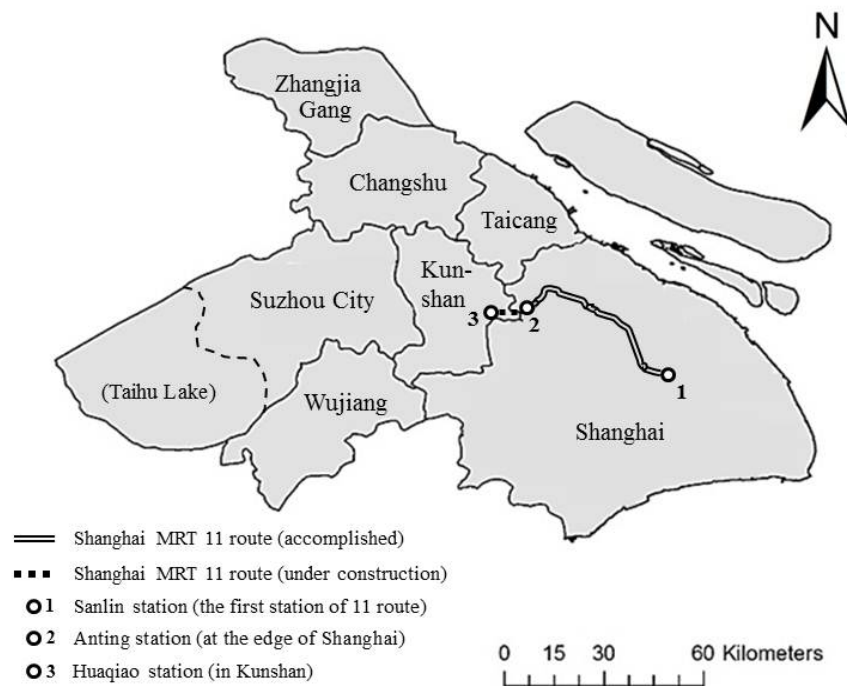 N
Zhangjia
Gang
Changshu
Taicang
Kun-
shan
Suzhou City
3
2
(Taihu Lake)
1
Wujiang
Shanghai
Shanghai MRT 11 route (accomplished)
Shanghai MRT 11 route (under construction)
1 Sanlin station (the first station of 11 route)
2 Anting station (at the edge of Shanghai)
3 Huaqiao station (in Kunshan)
0 15 30 60 Kilometers